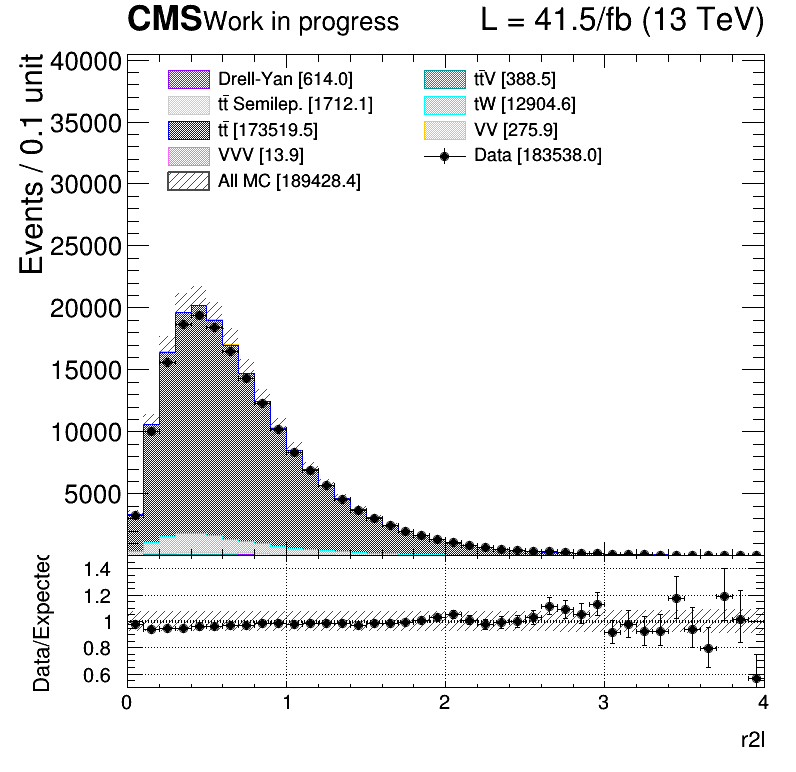 CMS Work in progress L = 41.5/fb (13 TeV)
Events / 0.1 unit
40000
35000
30000
25000
20000
15000
10000
5000
Drell-Yan [614.0]
tt̄ Semilep. [1712.1]
tt̄ [173519.5]
VVV [13.9]
All MC [189428.4]
tt̄V [388.5]
tW [12904.6]
VV [275.9]
Data [183538.0]
Data/Expected
1.4
1.2
1
0.8
0.6
0 1 2 3 4
r2l